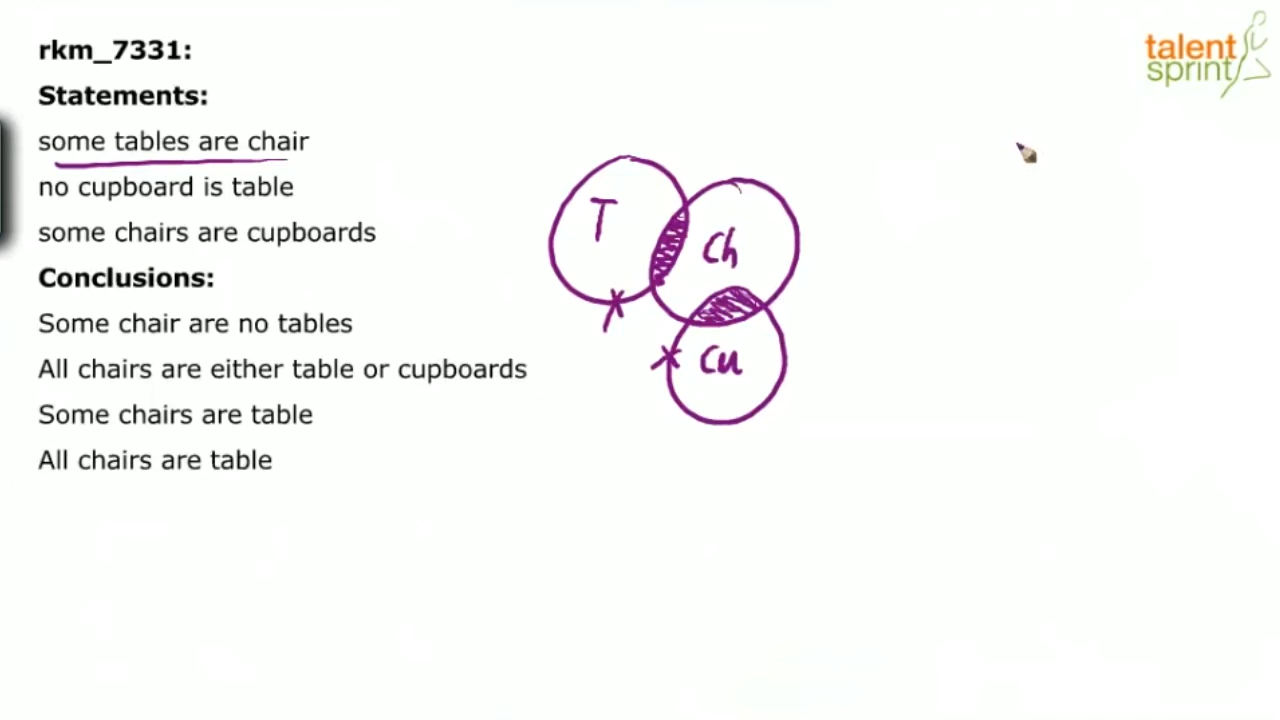 rkm_7331:
talent
sprint
Statements:
some tables are chair
no cupboard is table
some chairs are cupboards
Conclusions:
Some chair are no tables
All chairs are either table or cupboards
Some chairs are table
All chairs are table
T
Ch
Cu